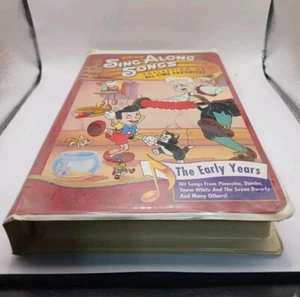 Sing Along
Songs
The Early Years
Hit Songs From Pinocchio, Dumbo,
Snow White And The Seven Dwarfs
And Many Others!